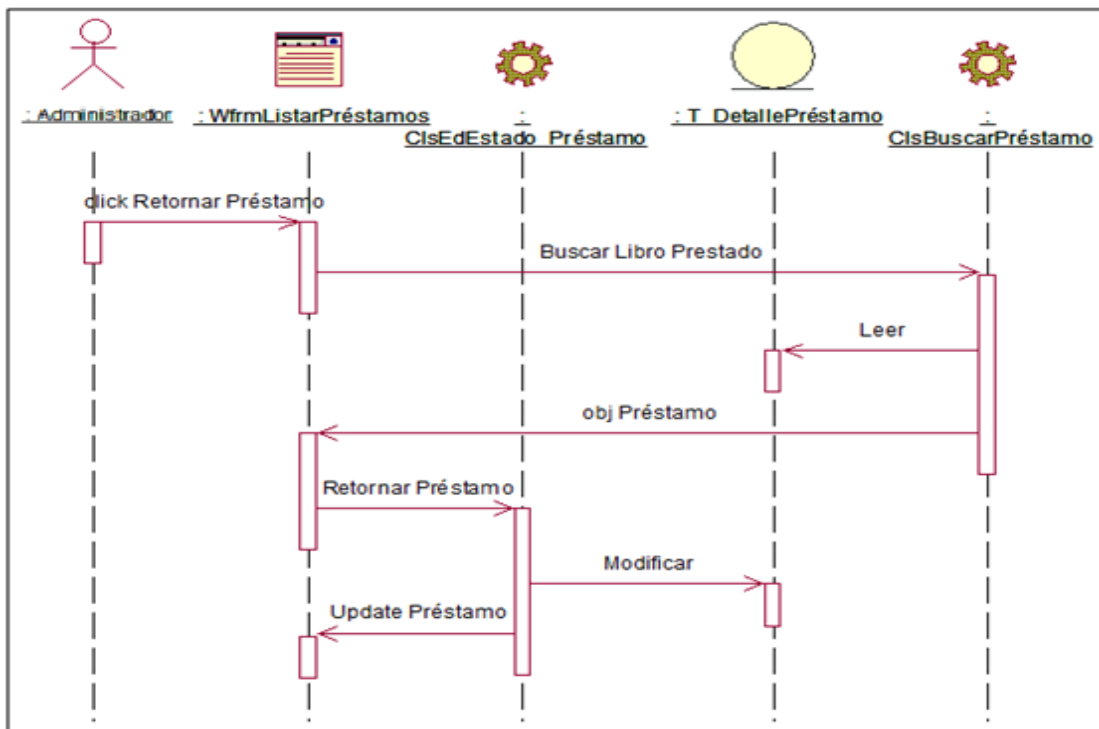 : Administrador
: WfrmListarPréstamos
:
ClsEdEstado_Préstamo
: T_DetallePréstamo
:
ClsBuscarPréstamo
click Retornar Préstamo
Buscar Libro Prestado
Leer
obj Préstamo
Retornar Préstamo
Modificar
Update Préstamo